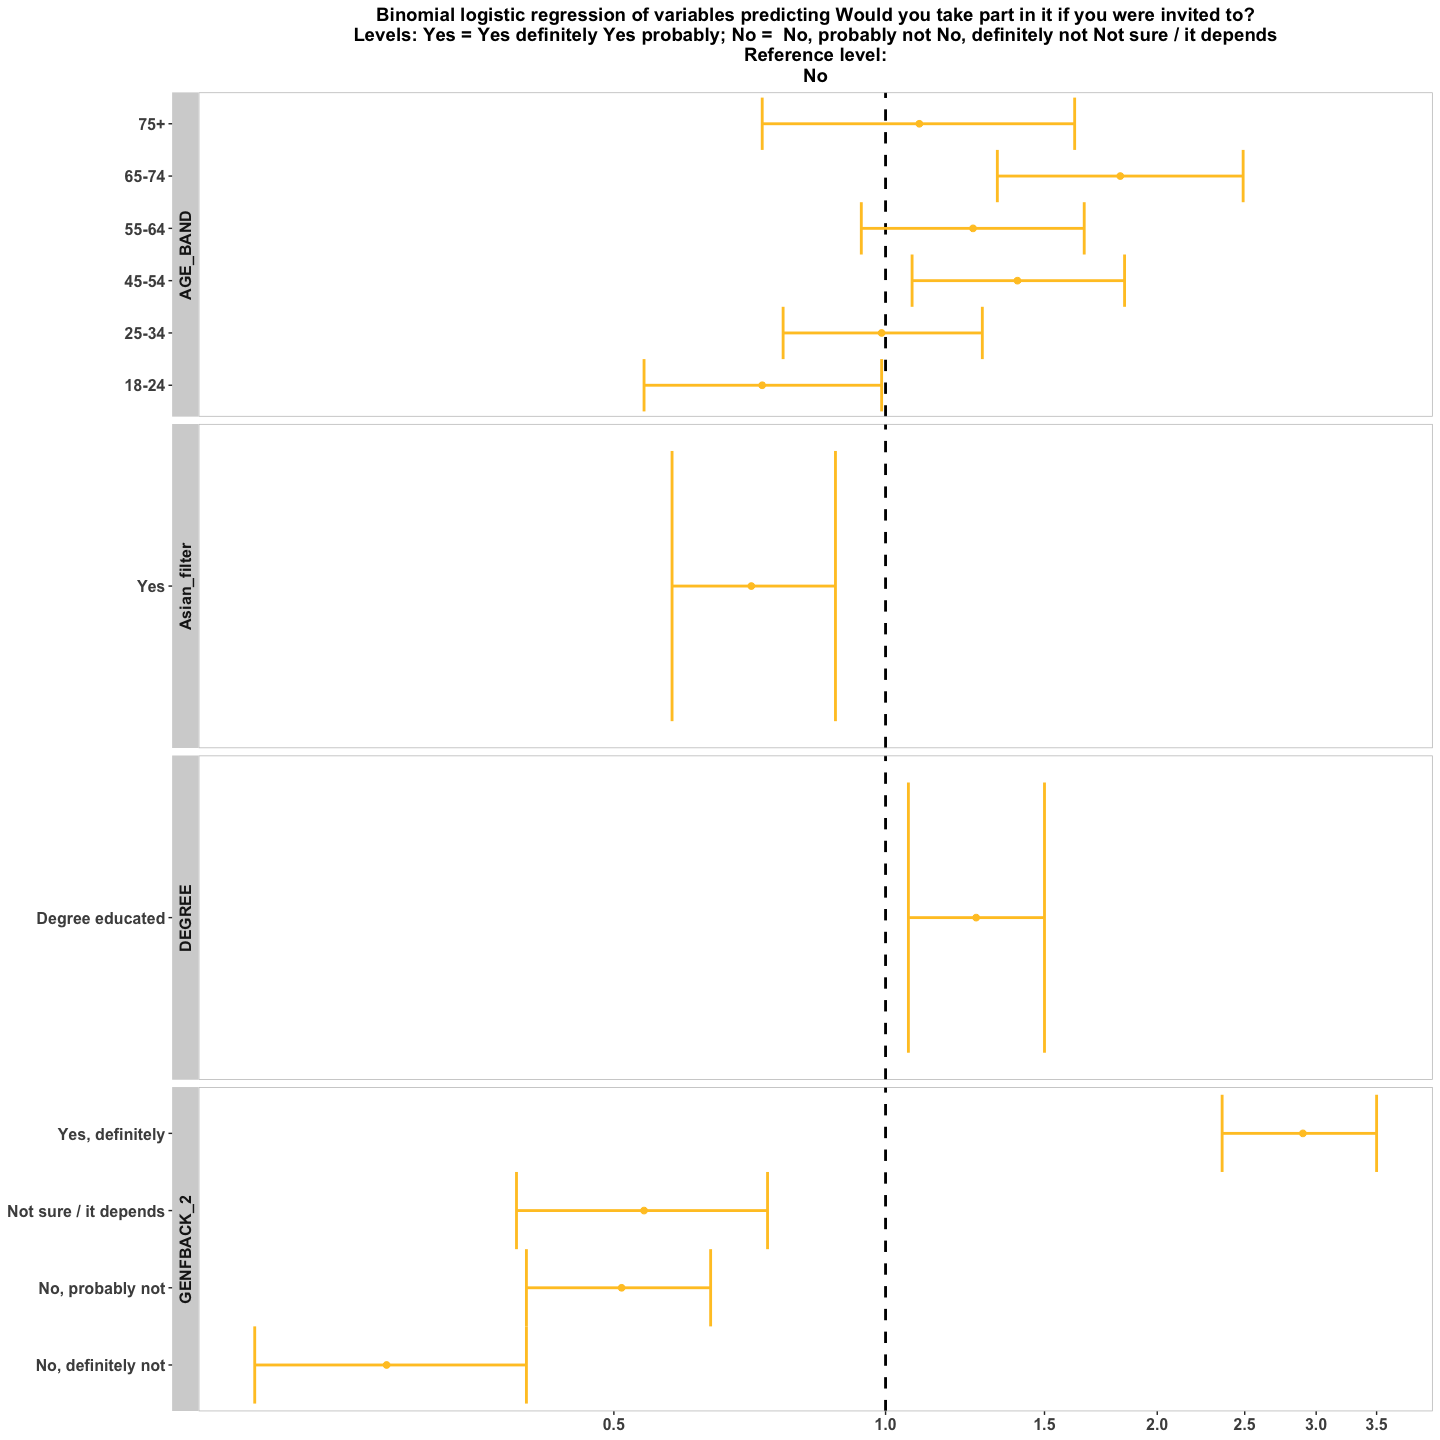 Binomial logistic regression of variables predicting Would you take part in it if you were invited to?
Levels: Yes = Yes definitely Yes probably; No =  No, probably not No, definitely not Not sure / it depends
Reference level:
No
AGE_BAND
75+
65-74
55-64
45-54
25-34
18-24
Asian_filter
Yes
DEGREE
Degree educated
GENFBACK_2
Yes, definitely
Not sure / it depends
No, probably not
No, definitely not
0.5 1.0 1.5 2.0 2.5 3.0 3.5